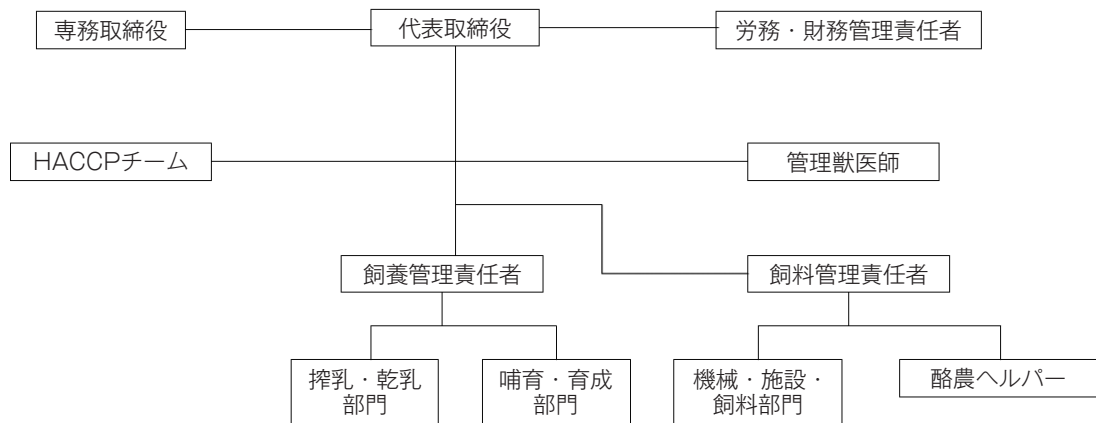 専務取締役
代表取締役
労務・財務管理責任者
HACCPチーム
管理獣医師
飼養管理責任者
飼料管理責任者
搾乳・乾乳
部門
哺育・育成
部門
機械・施設・
飼料部門
酪農ヘルパー